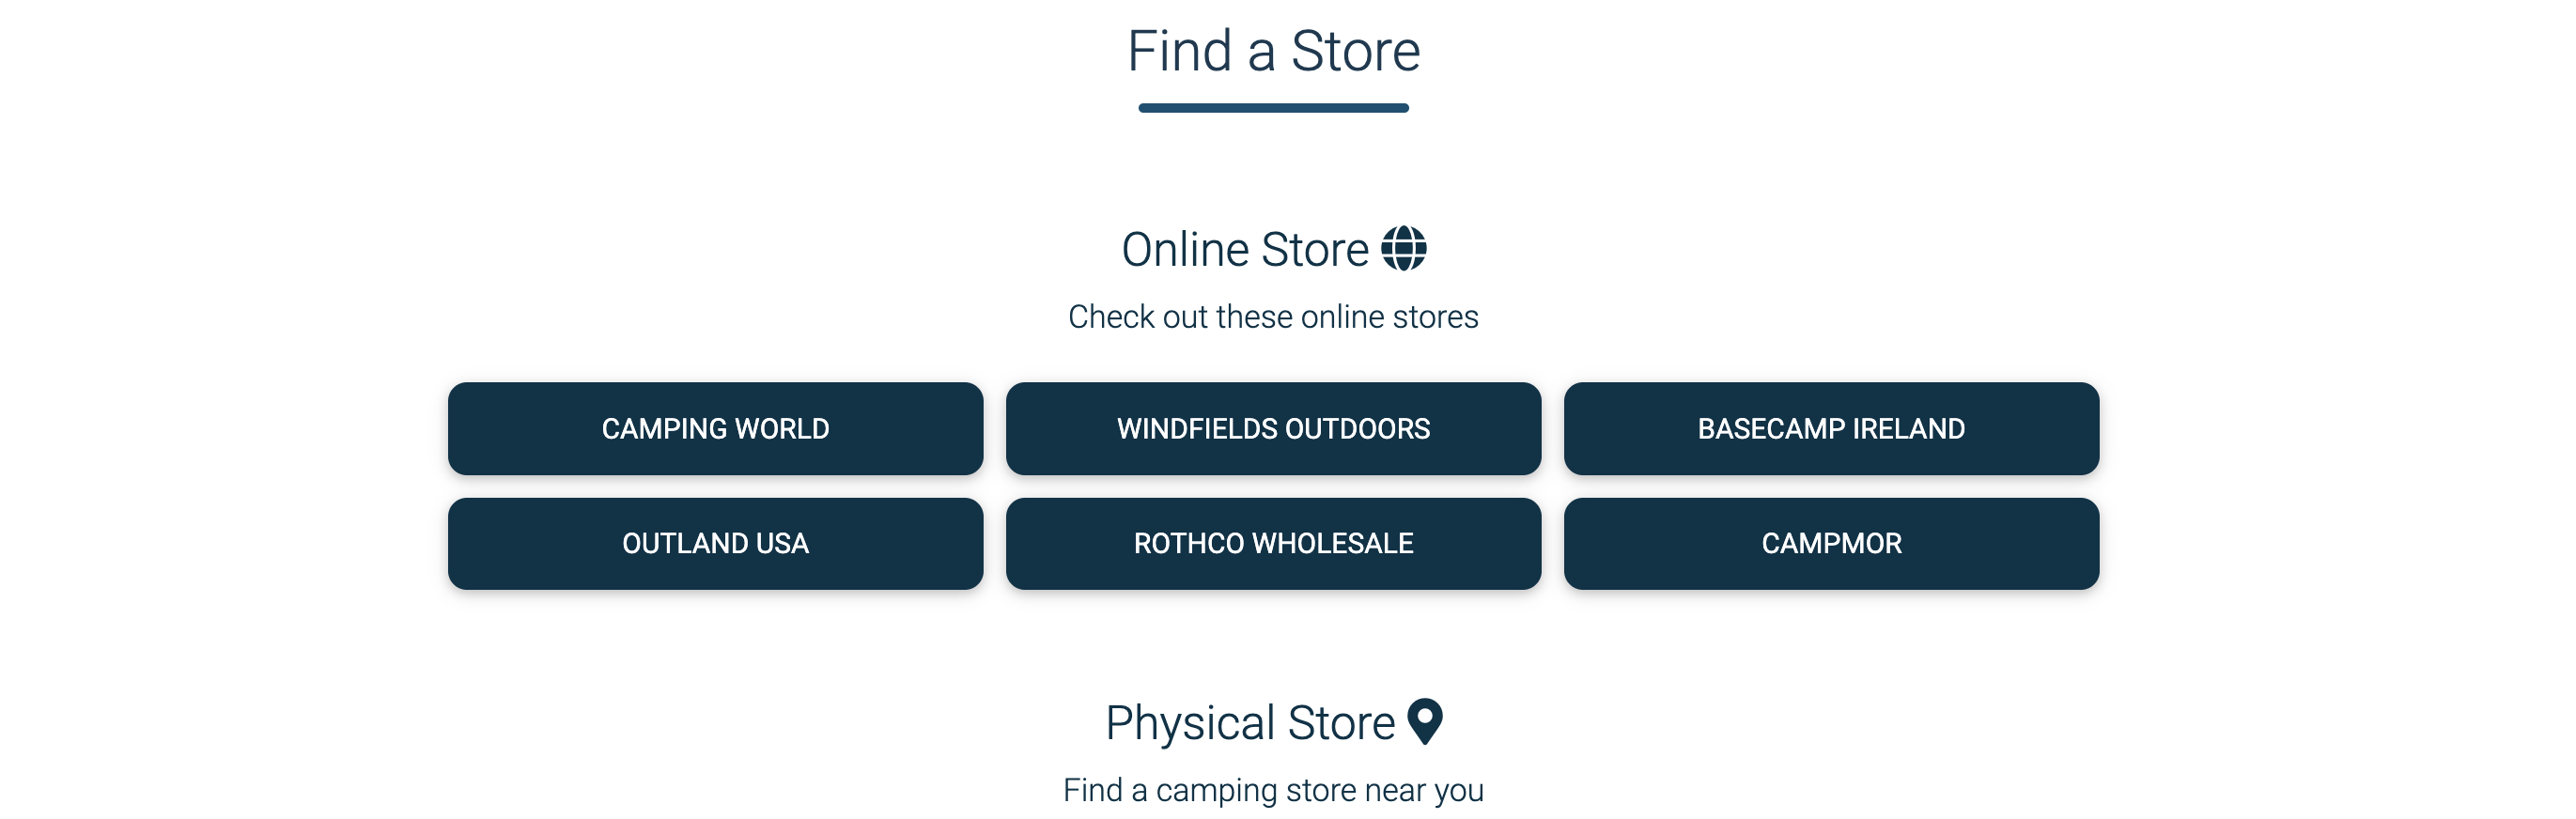 Find a Store
Online Store
Check out these online stores
CAMPING WORLD
WINDFIELDS OUTDOORS
BASECAMP IRELAND
OUTLAND USA
ROTHCO WHOLESALE
CAMPMOR
Physical Store
Find a camping store near you